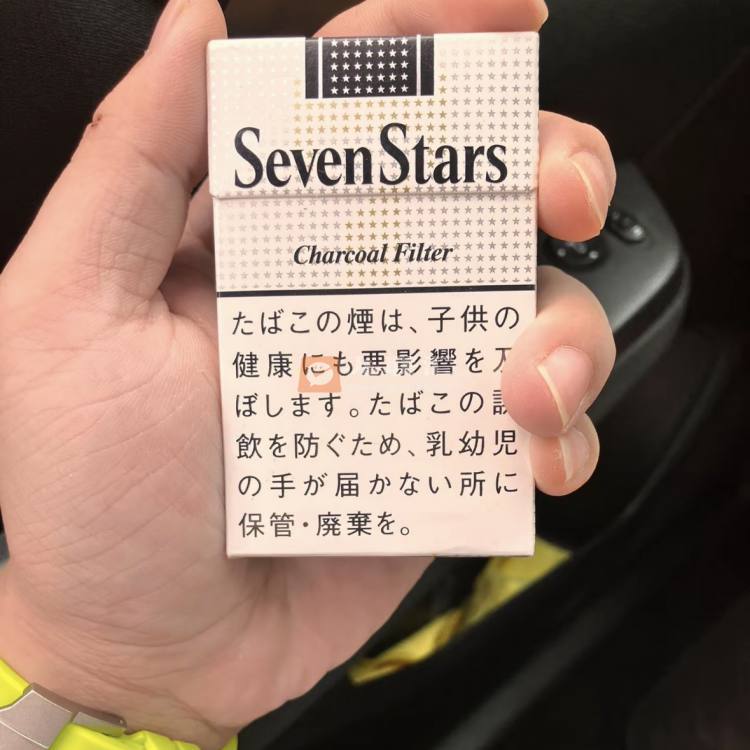 Seven Stars
Charcoal Filter
たばこの煙は、子供の
健康にも悪影響を
ぼします。たばこの
飲を防ぐため、乳幼児
の手が届かない所に
保管・廃棄を。